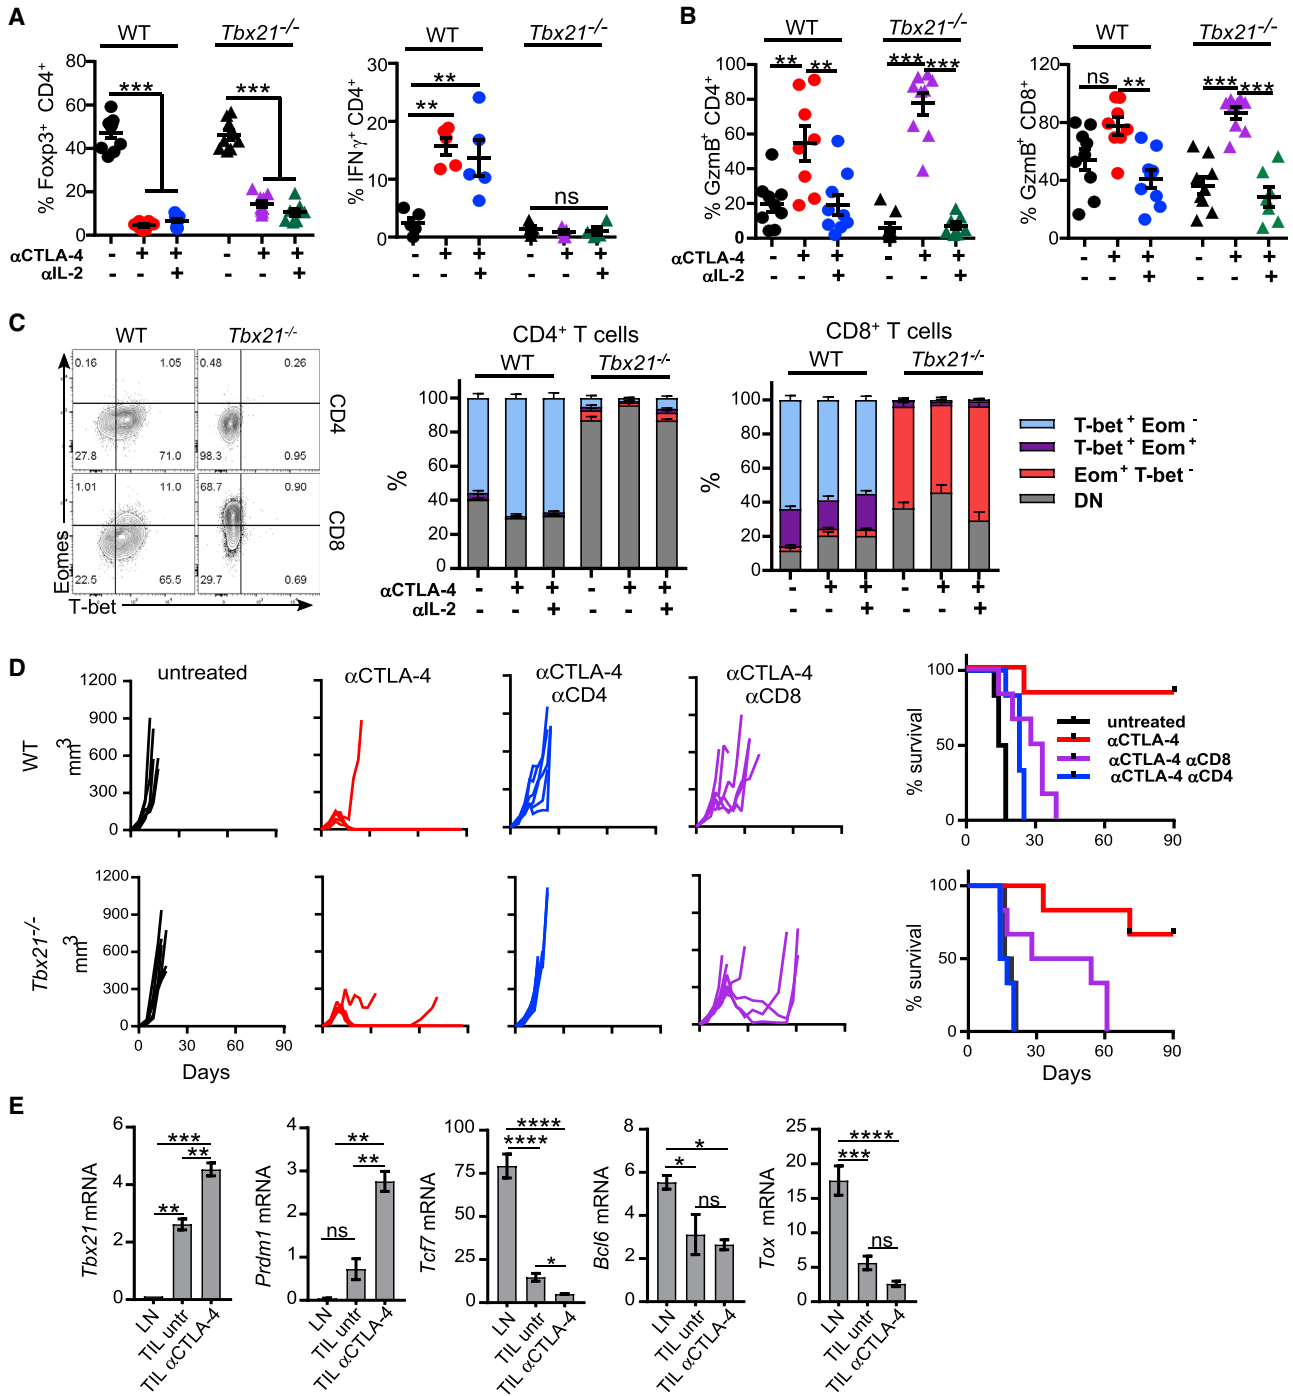 A
WT
Tbx21-/-
% Foxp3+ CD4+
80
60
40
20
0
***
***
αCTLA-4 - + + - + +
αIL-2 - - + - - +
WT
Tbx21-/-
% IFNγ+ CD4+
30
20
10
0
**
**
ns
- + + - + +
- - + - - +
B
WT
Tbx21-/-
% GzmB+ CD4+
100
80
60
40
20
0
** ** *** ***
αCTLA-4 - + + - + +
αIL-2 - - + - - +
WT
Tbx21-/-
% GzmB+ CD8+
120
80
40
0
ns ** *** ***
- + + - + +
- - + - - +
C
WT
Tbx21-/-
0.16 1.05 0.48 0.26
27.8 71.0 98.3 0.95
CD4
1.01 11.0 68.7 0.90
22.5 65.5 29.7 0.69
CD8
Eomes
T-bet
CD4+ T cells
WT
Tbx21-/-
%
100
80
60
40
20
0
αCTLA-4 - + + - + +
αIL-2 - - + - - +
CD8+ T cells
WT
Tbx21-/-
%
100
80
60
40
20
0
- + + - + +
- - + - - +
T-bet+ Eom-
T-bet+ Eom+
Eom+ T-bet-
DN
D
untreated
αCTLA-4
αCTLA-4
αCD4
αCTLA-4
αCD8
WT
mm3
1200
900
600
300
0
% survival
100
50
0
0 30 60 90
untreated
αCTLA-4
αCTLA-4 αCD8
αCTLA-4 αCD4
Tbx21-/-
mm3
1200
900
600
300
0
0 30 60 90
Days
% survival
100
50
0
0 30 60 90
Days
E
Tbx21 mRNA
6
4
2
0
***
**
**
LN
TIL untr
TIL αCTLA-4
Prdm1 mRNA
4
3
2
1
0
**
**
ns
LN
TIL untr
TIL αCTLA-4
Tcf7 mRNA
100
75
50
25
0
****
****
*
LN
TIL untr
TIL αCTLA-4
Bcl6 mRNA
8
6
4
2
0
*
*
ns
LN
TIL untr
TIL αCTLA-4
Tox mRNA
25
20
15
10
5
0
****
***
ns
LN
TIL untr
TIL αCTLA-4